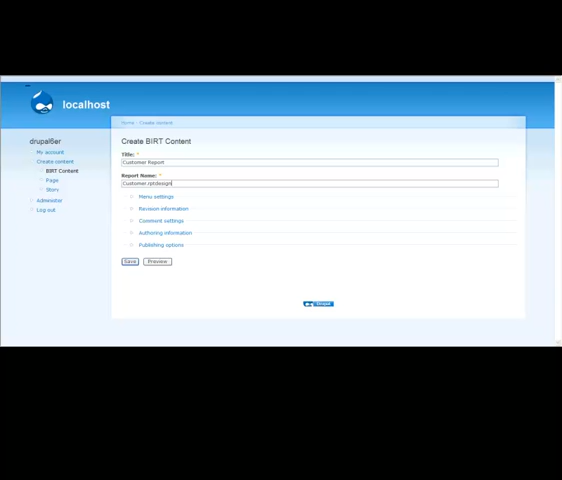 localhost
Home › Create content
drupal6er
My account
Create content
BIRT Content
Page
Story
Administer
Log out
Create BIRT Content
Title: *
Customer Report
Report Name: *
Customer.rptdesign
Menu settings
Revision information
Comment settings
Authoring information
Publishing options
Save
Preview
Drupal